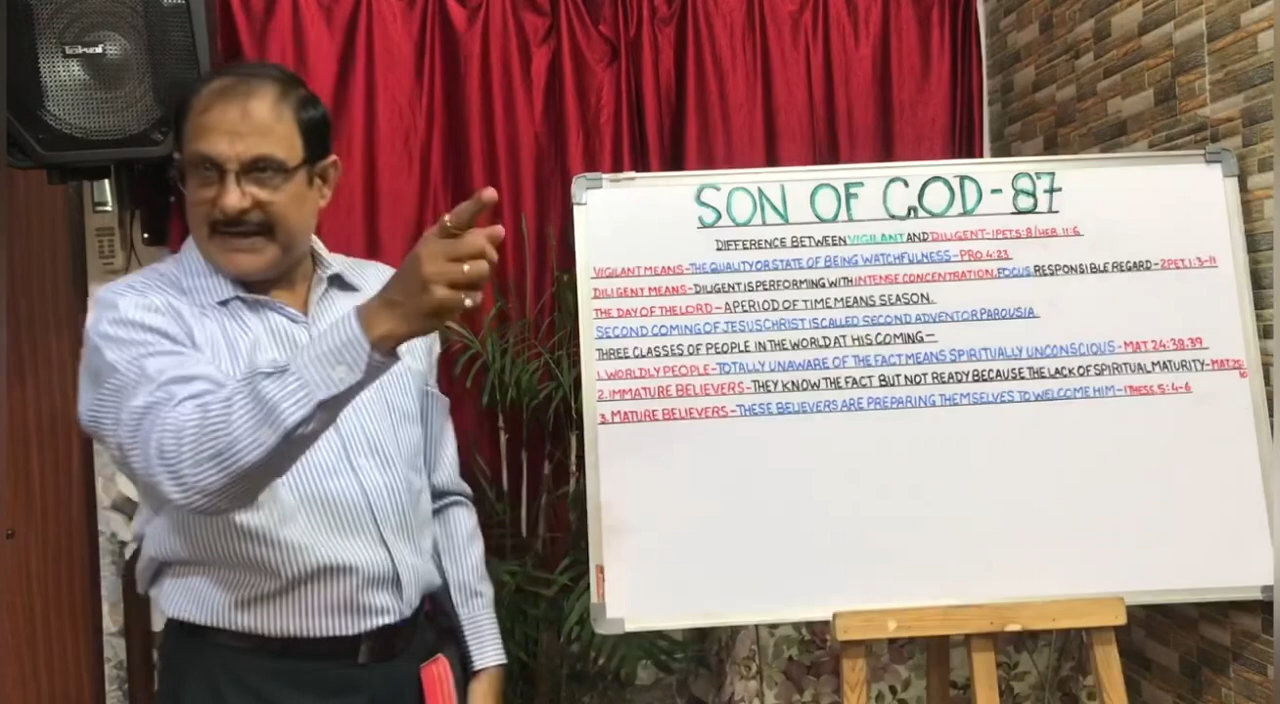 Tokai
SON OF GOD-87
DIFFERENCE BETWEEN VIGILANT AND DILIGENT-1PET.5:8/HEB.11:6
VIGILANT MEANS-THE QUALITY OR STATE OF BEING WATCHFULNESS-PRO.4:23
DILIGENT MEANS-DILIGENT IS PERFORMING WITH INTENSE CONCENTRATION, FOCUS, RESPONSIBLE REGARD-2PET.1:3-11
THE DAY OF THE LORD-A PERIOD OF TIME MEANS SEASON.
SECOND COMING OF JESUS CHRIST IS CALLED SECOND ADVENT OR PAROUSIA.
THREE CLASSES OF PEOPLE IN THE WORLD AT HIS COMING-
1.WORLDLY PEOPLE-TOTALLY UNAWARE OF THE FACT MEANS SPIRITUALLY UNCONSCIOUS-MAT.24:38,39
2.IMMATURE BELIEVERS-THEY KNOW THE FACT BUT NOT READY BECAUSE THE LACK OF SPIRITUAL MATURITY-MAT.25:10
3.MATURE BELIEVERS-THESE BELIEVERS ARE PREPARING THEMSELVES TO WELCOME HIM-1THESS.5:4-6